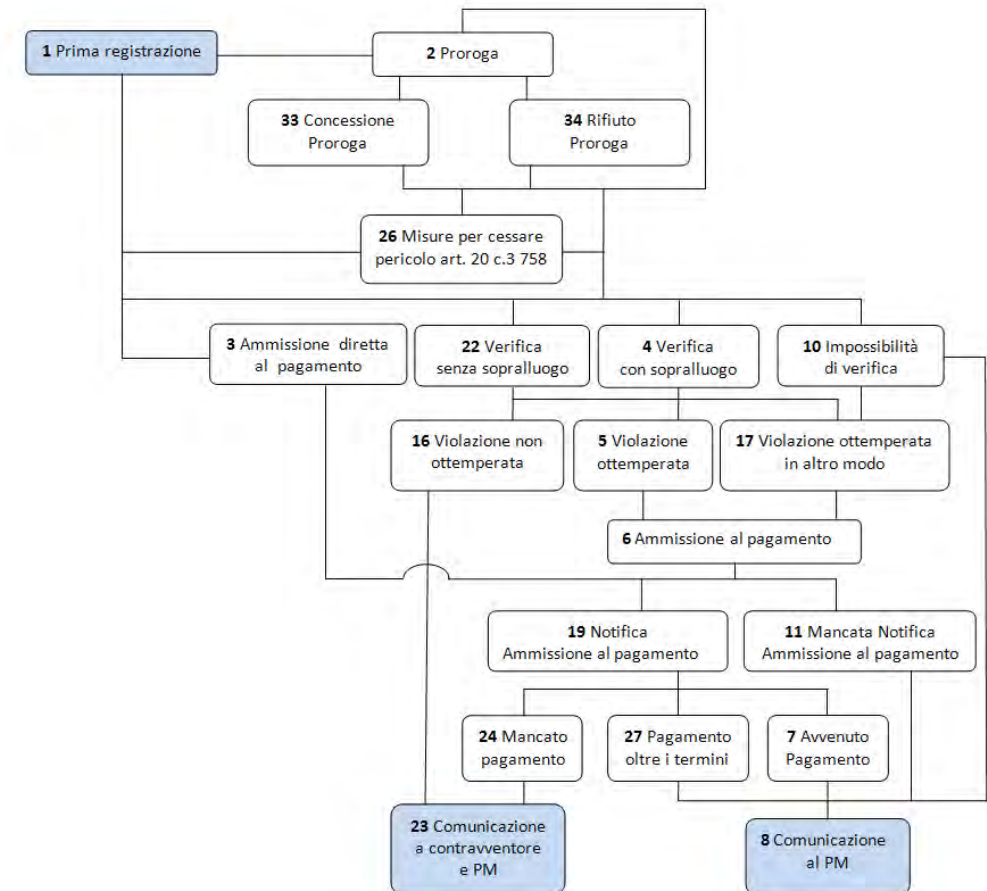 1 Prima registrazione
2 Proroga
33 Concessione
Proroga
34 Rifiuto
Proroga
26 Misure per cessare
pericolo art. 20 c.3 758
3 Ammissione diretta
al pagamento
22 Verifica
senza sopralluogo
4 Verifica
con sopralluogo
10 Impossibilità
di verifica
16 Violazione non
ottemperata
5 Violazione
ottemperata
17 Violazione ottemperata
in altro modo
6 Ammissione al pagamento
19 Notifica
Ammissione al pagamento
11 Mancata Notifica
Ammissione al pagamento
24 Mancato
pagamento
27 Pagamento
oltre i termini
7 Avvenuto
Pagamento
23 Comunicazione
a contravventore
e PM
8 Comunicazione
al PM